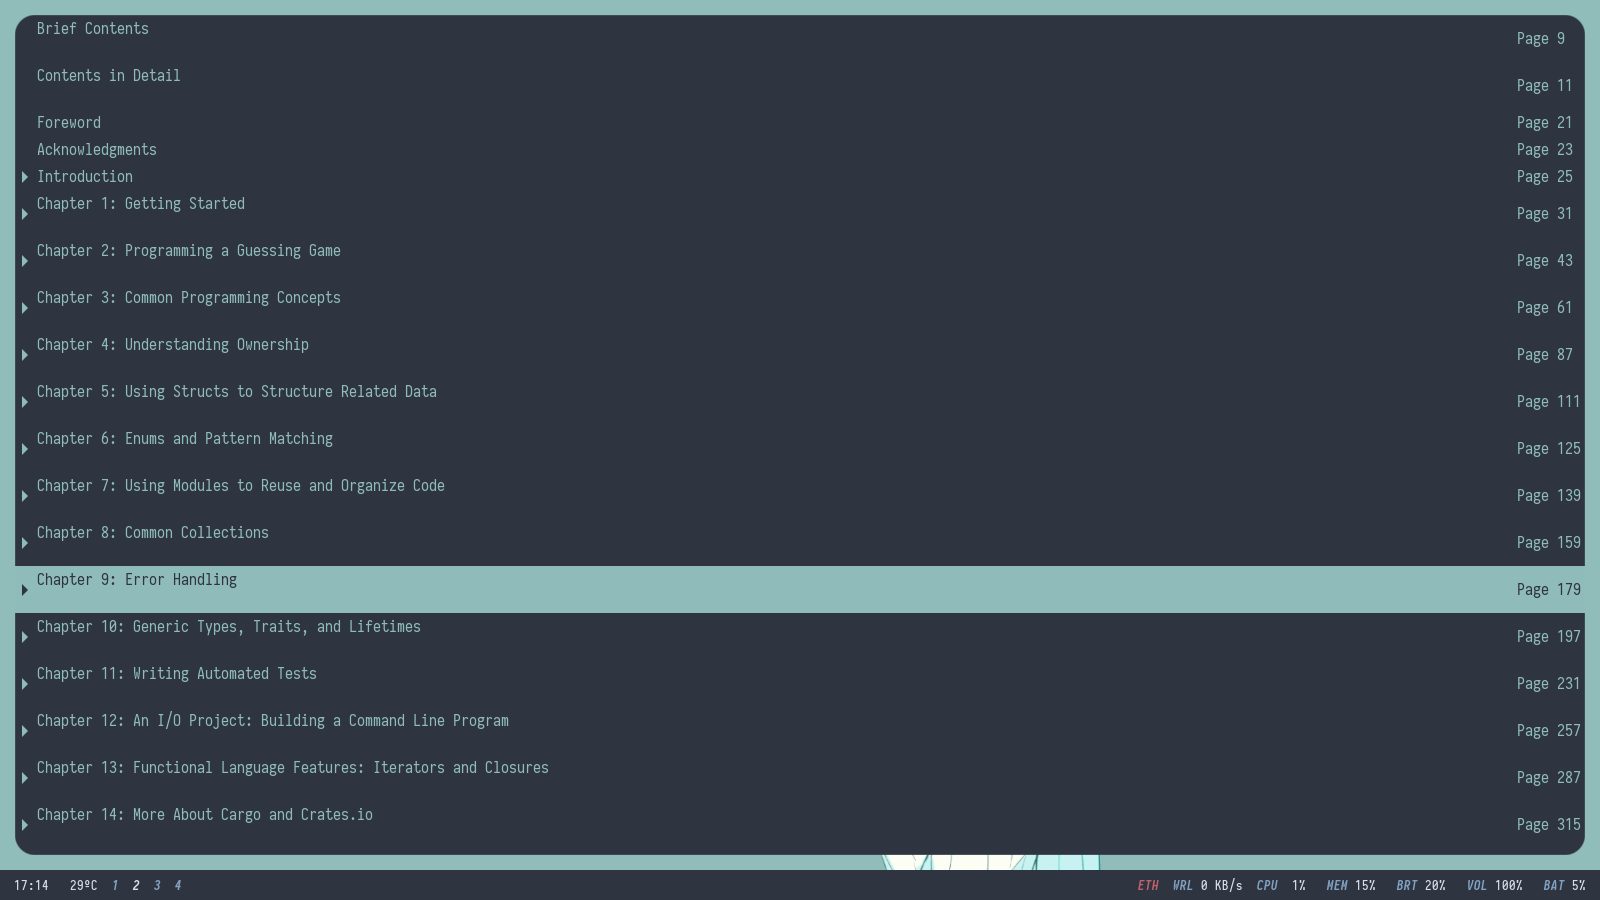 Brief Contents Page 9
Contents in Detail Page 11
Foreword Page 21
Acknowledgments Page 23
Introduction Page 25
Chapter 1: Getting Started Page 31
Chapter 2: Programming a Guessing Game Page 43
Chapter 3: Common Programming Concepts Page 61
Chapter 4: Understanding Ownership Page 87
Chapter 5: Using Structs to Structure Related Data Page 111
Chapter 6: Enums and Pattern Matching Page 125
Chapter 7: Using Modules to Reuse and Organize Code Page 139
Chapter 8: Common Collections Page 159
Chapter 9: Error Handling Page 179
Chapter 10: Generic Types, Traits, and Lifetimes Page 197
Chapter 11: Writing Automated Tests Page 231
Chapter 12: An I/O Project: Building a Command Line Program Page 257
Chapter 13: Functional Language Features: Iterators and Closures Page 287
Chapter 14: More About Cargo and Crates.io Page 315
17:14 29ºC 1 2 3 4 ETH WRL 0 KB/s CPU 1% MEM 15% BRT 20% VOL 100% BAT 5%